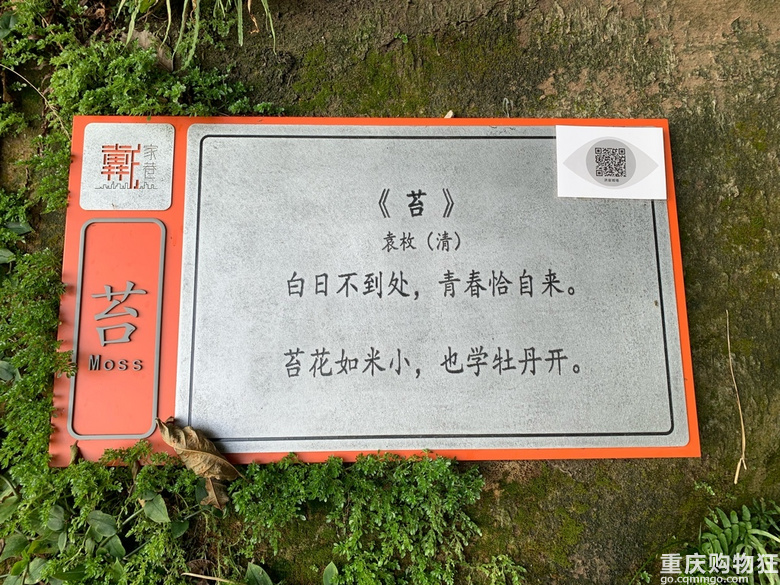 戴家巷
苔
Moss
《苔》
袁枚（清）
白日不到处，青春恰自来。
苔花如米小，也学牡丹开。
重庆购物狂
go.cqmmgo.com